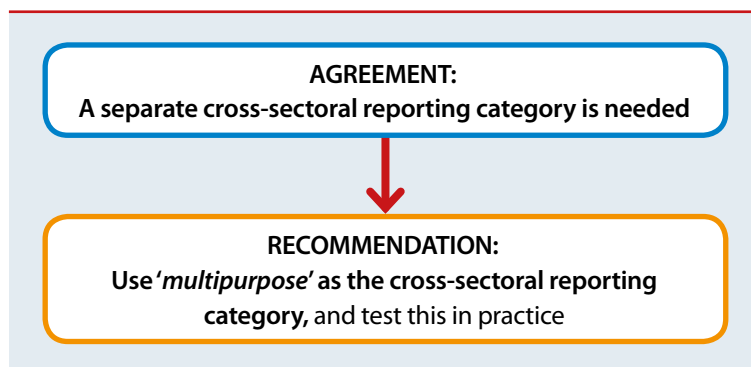 AGREEMENT:
A separate cross-sectoral reporting category is needed
RECOMMENDATION:
Use ‘multipurpose’ as the cross-sectoral reporting
category, and test this in practice